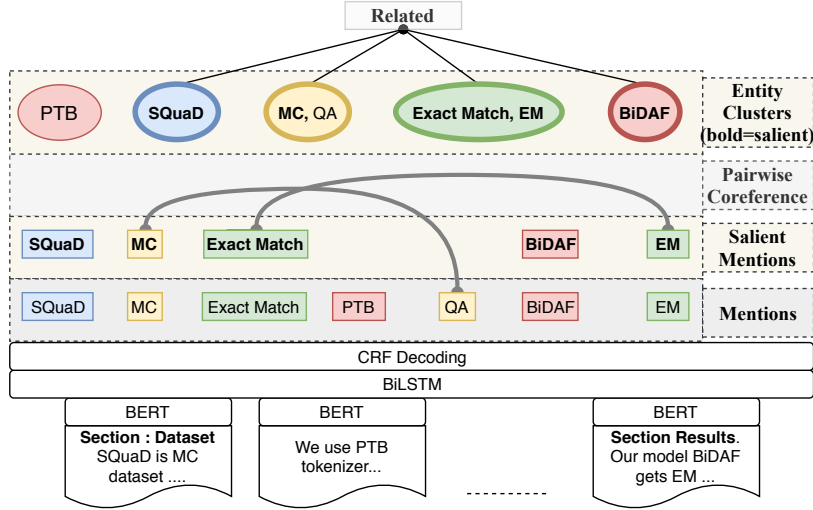 Related
PTB
SQuaD
MC, QA
Exact Match, EM
BiDAF
Entity
Clusters
(bold=salient)
Pairwise
Coreference
SQuaD
MC
Exact Match
BiDAF
EM
Salient
Mentions
SQuaD
MC
Exact Match
PTB
QA
BiDAF
EM
Mentions
CRF Decoding
BiLSTM
BERT
BERT
BERT
Section : Dataset
SQuaD is MC
dataset ....
We use PTB
tokenizer...
Section Results.
Our model BiDAF
gets EM ...